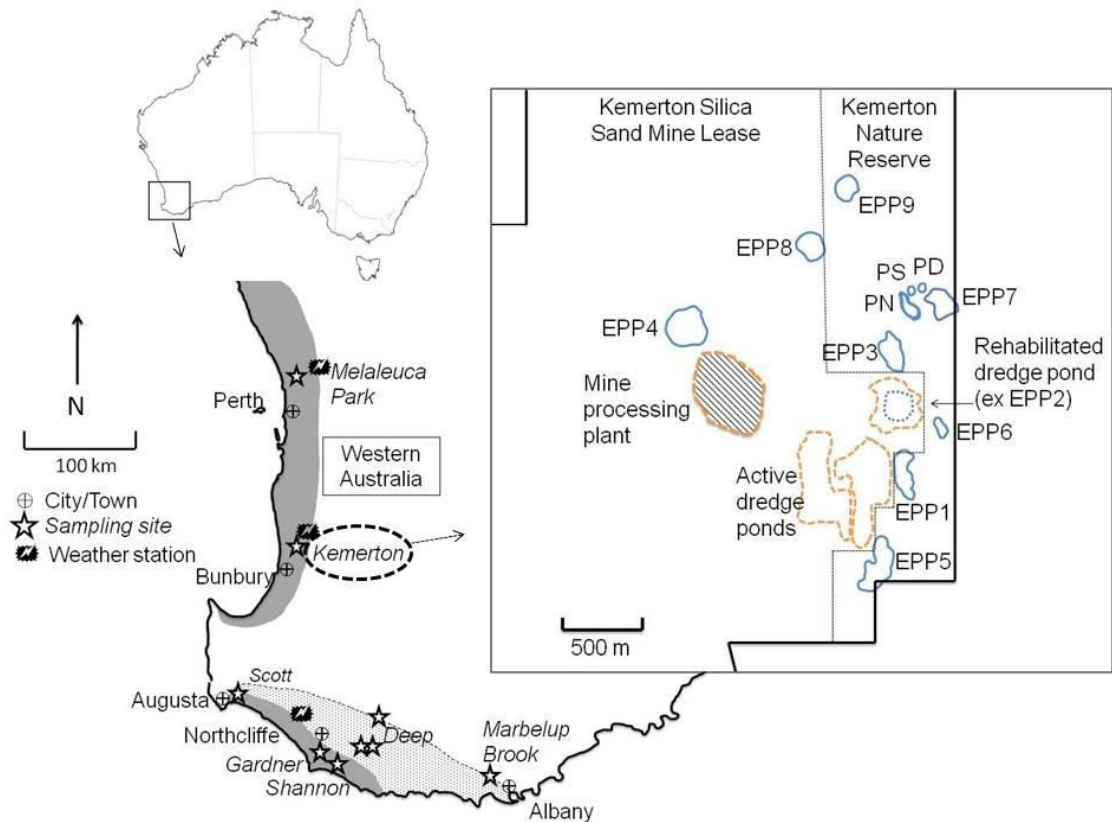 N
100 km
City/Town
Sampling site
Weather station
Perth
Melaleuca
Park
Western
Australia
Kemerton
Bunbury
Scott
Augusta
Northcliffe
Deep
Gardner
Shannon
Marbelup
Brook
Albany
Kemerton Silica
Sand Mine Lease
Kemerton
Nature
Reserve
EPP9
EPP8
PS
PD
PN
EPP7
EPP4
EPP3
Rehabilitated
dredge pond
(ex EPP2)
Mine
processing
plant
EPP6
Active
dredge
ponds
EPP1
EPP5
500 m